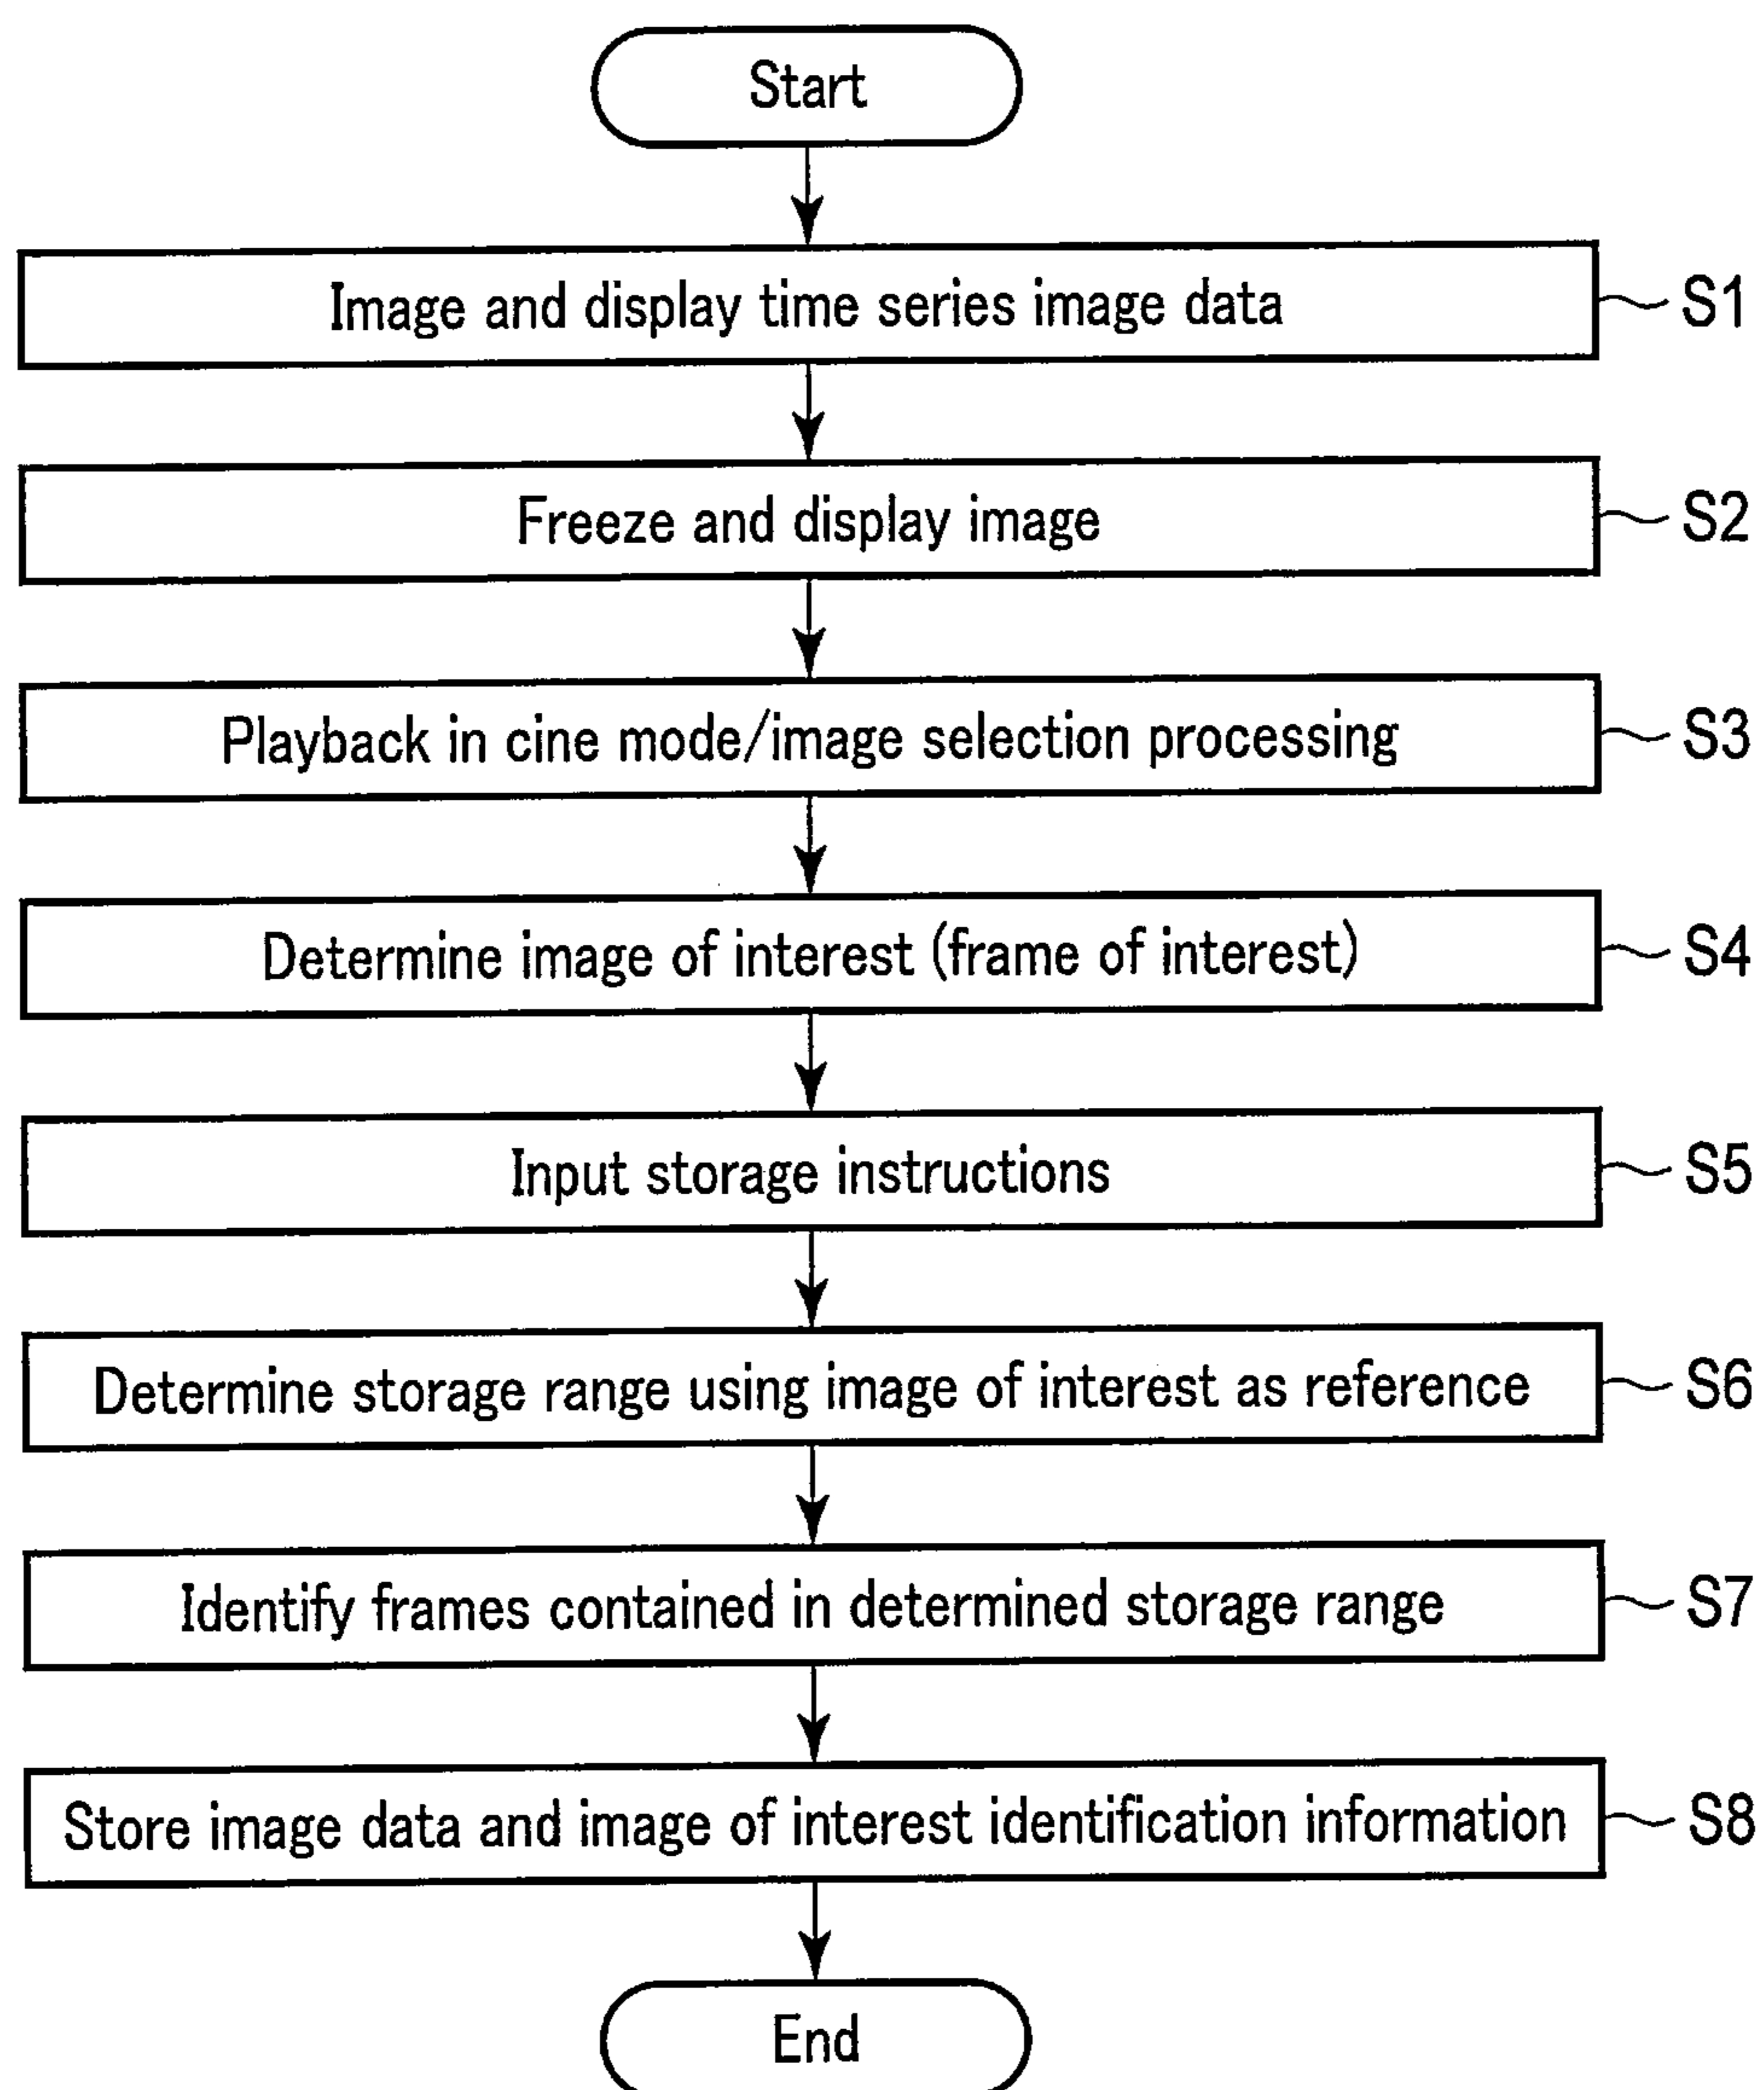 Start
Image and display time series image data
S1
Freeze and display image
S2
Playback in cine mode/image selection processing
S3
Determine image of interest (frame of interest)
S4
Input storage instructions
S5
Determine storage range using image of interest as reference
S6
Identify frames contained in determined storage range
S7
Store image data and image of interest identification information
S8
End